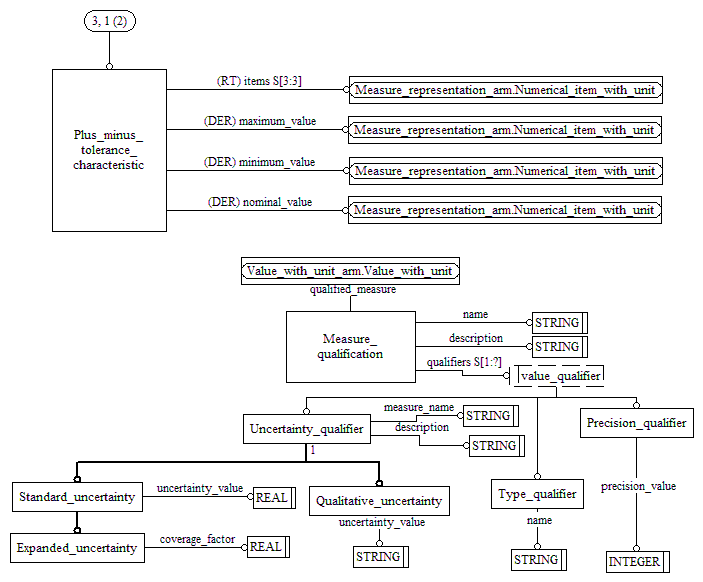 3, 1 (2)
(RT) items S[3:3]
Measure_representation_arm.Numerical_item_with_unit
(DER) maximum_value
Measure_representation_arm.Numerical_item_with_unit
Plus_minus_
tolerance_
characteristic
(DER) minimum_value
Measure_representation_arm.Numerical_item_with_unit
(DER) nominal_value
Measure_representation_arm.Numerical_item_with_unit
Value_with_unit_arm.Value_with_unit
qualified_measure
Measure_
qualification
name
STRING
description
STRING
qualifiers S[1:?]
value_qualifier
Uncertainty_qualifier
measure_name
STRING
description
STRING
Precision_qualifier
1
Standard_uncertainty
uncertainty_value
REAL
Qualitative_uncertainty
Type_qualifier
precision_value
uncertainty_value
name
Expanded_uncertainty
coverage_factor
REAL
STRING
STRING
INTEGER